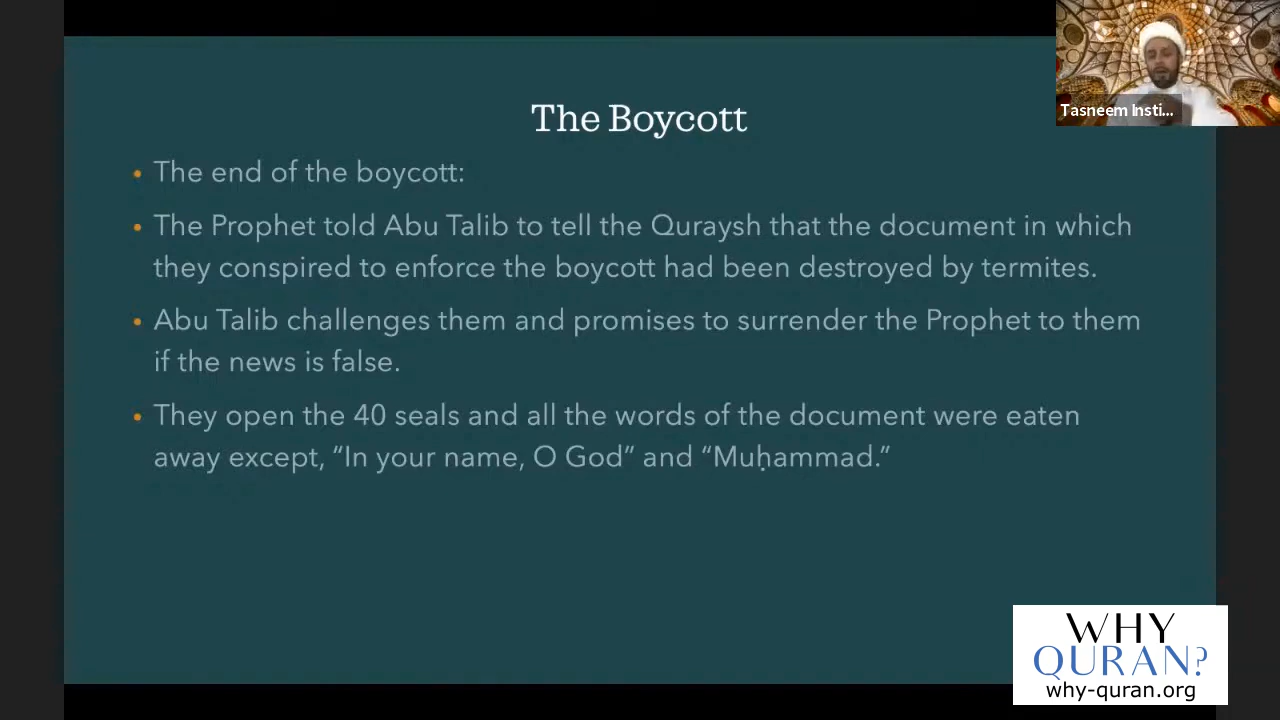 The Boycott
• The end of the boycott:
• The Prophet told Abu Talib to tell the Quraysh that the document in which
they conspired to enforce the boycott had been destroyed by termites.
• Abu Talib challenges them and promises to surrender the Prophet to them
if the news is false.
• They open the 40 seals and all the words of the document were eaten
away except, “In your name, O God” and “Muḥammad.”
Tasneem Insti...
WHY
QURAN?
why-quran.org